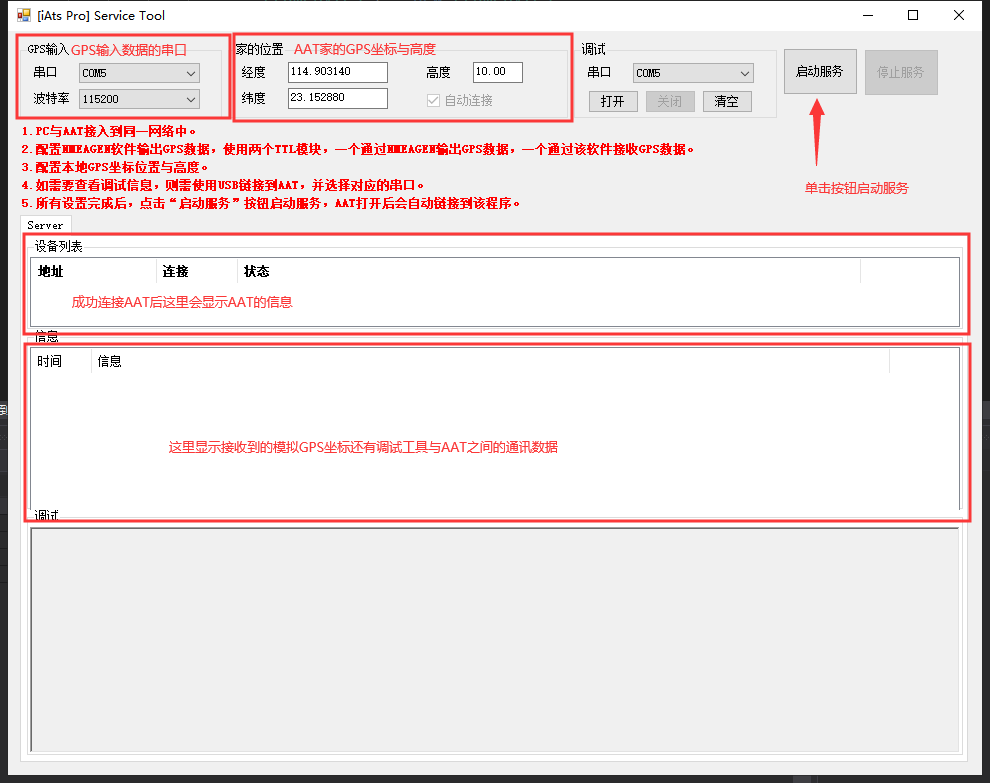 [iAts Pro] Service Tool
GPS输入 GPS输入数据的串口
串口 COM5
波特率 115200
家的位置 AAT家的GPS坐标与高度
经度 114.903140 高度 10.00
纬度 23.152880 自动连接
调试
串口 COM5
打开 关闭 清空
启动服务 停止服务
单击按钮启动服务
1.PC与AAT接入到同一网络中。
2.配置NMEAGEN软件输出GPS数据，使用两个TTL模块，一个通过NMEAGEN输出GPS数据，一个通过该软件接收GPS数据。
3.配置本地GPS坐标位置与高度。
4.如需要查看调试信息，则需使用USB链接到AAT，并选择对应的串口。
5.所有设置完成后，点击“启动服务”按钮启动服务，AAT打开后会自动链接到该程序。
Server
设备列表
地址 连接 状态
成功连接AAT后这里会显示AAT的信息
信息
时间 信息
这里显示接收到的模拟GPS坐标还有调试工具与AAT之间的通讯数据
调试
到